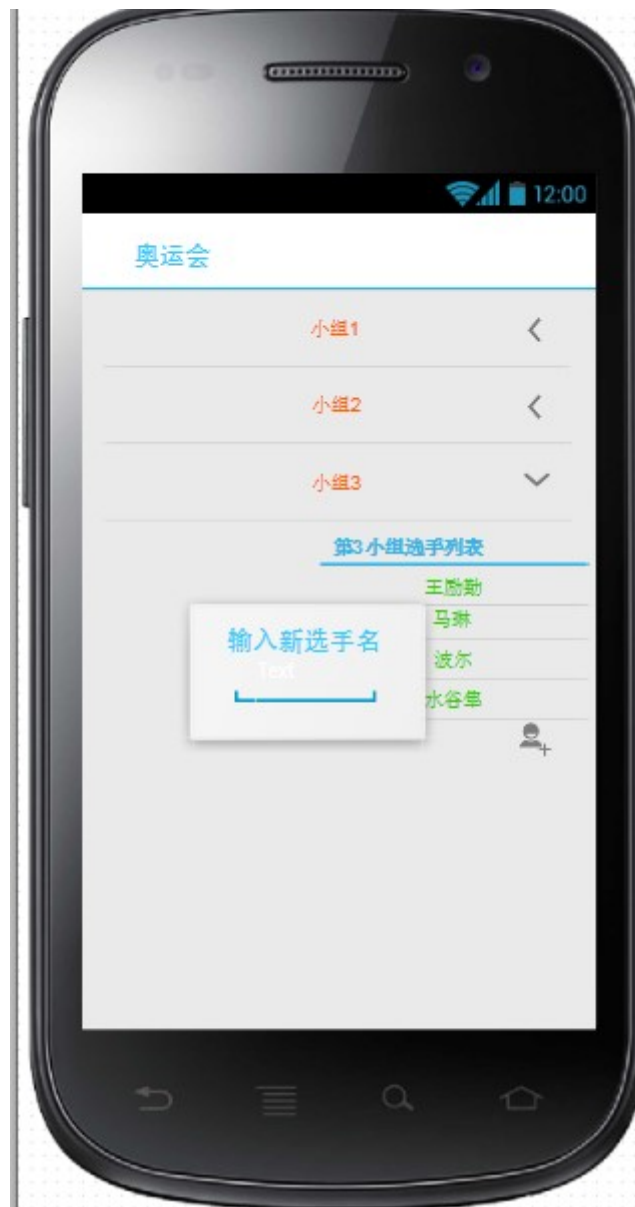 12:00
奥运会
小组1
小组2
小组3
第3小组选手列表
王励勤
马琳
波尔
水谷隼
输入新选手名
Text